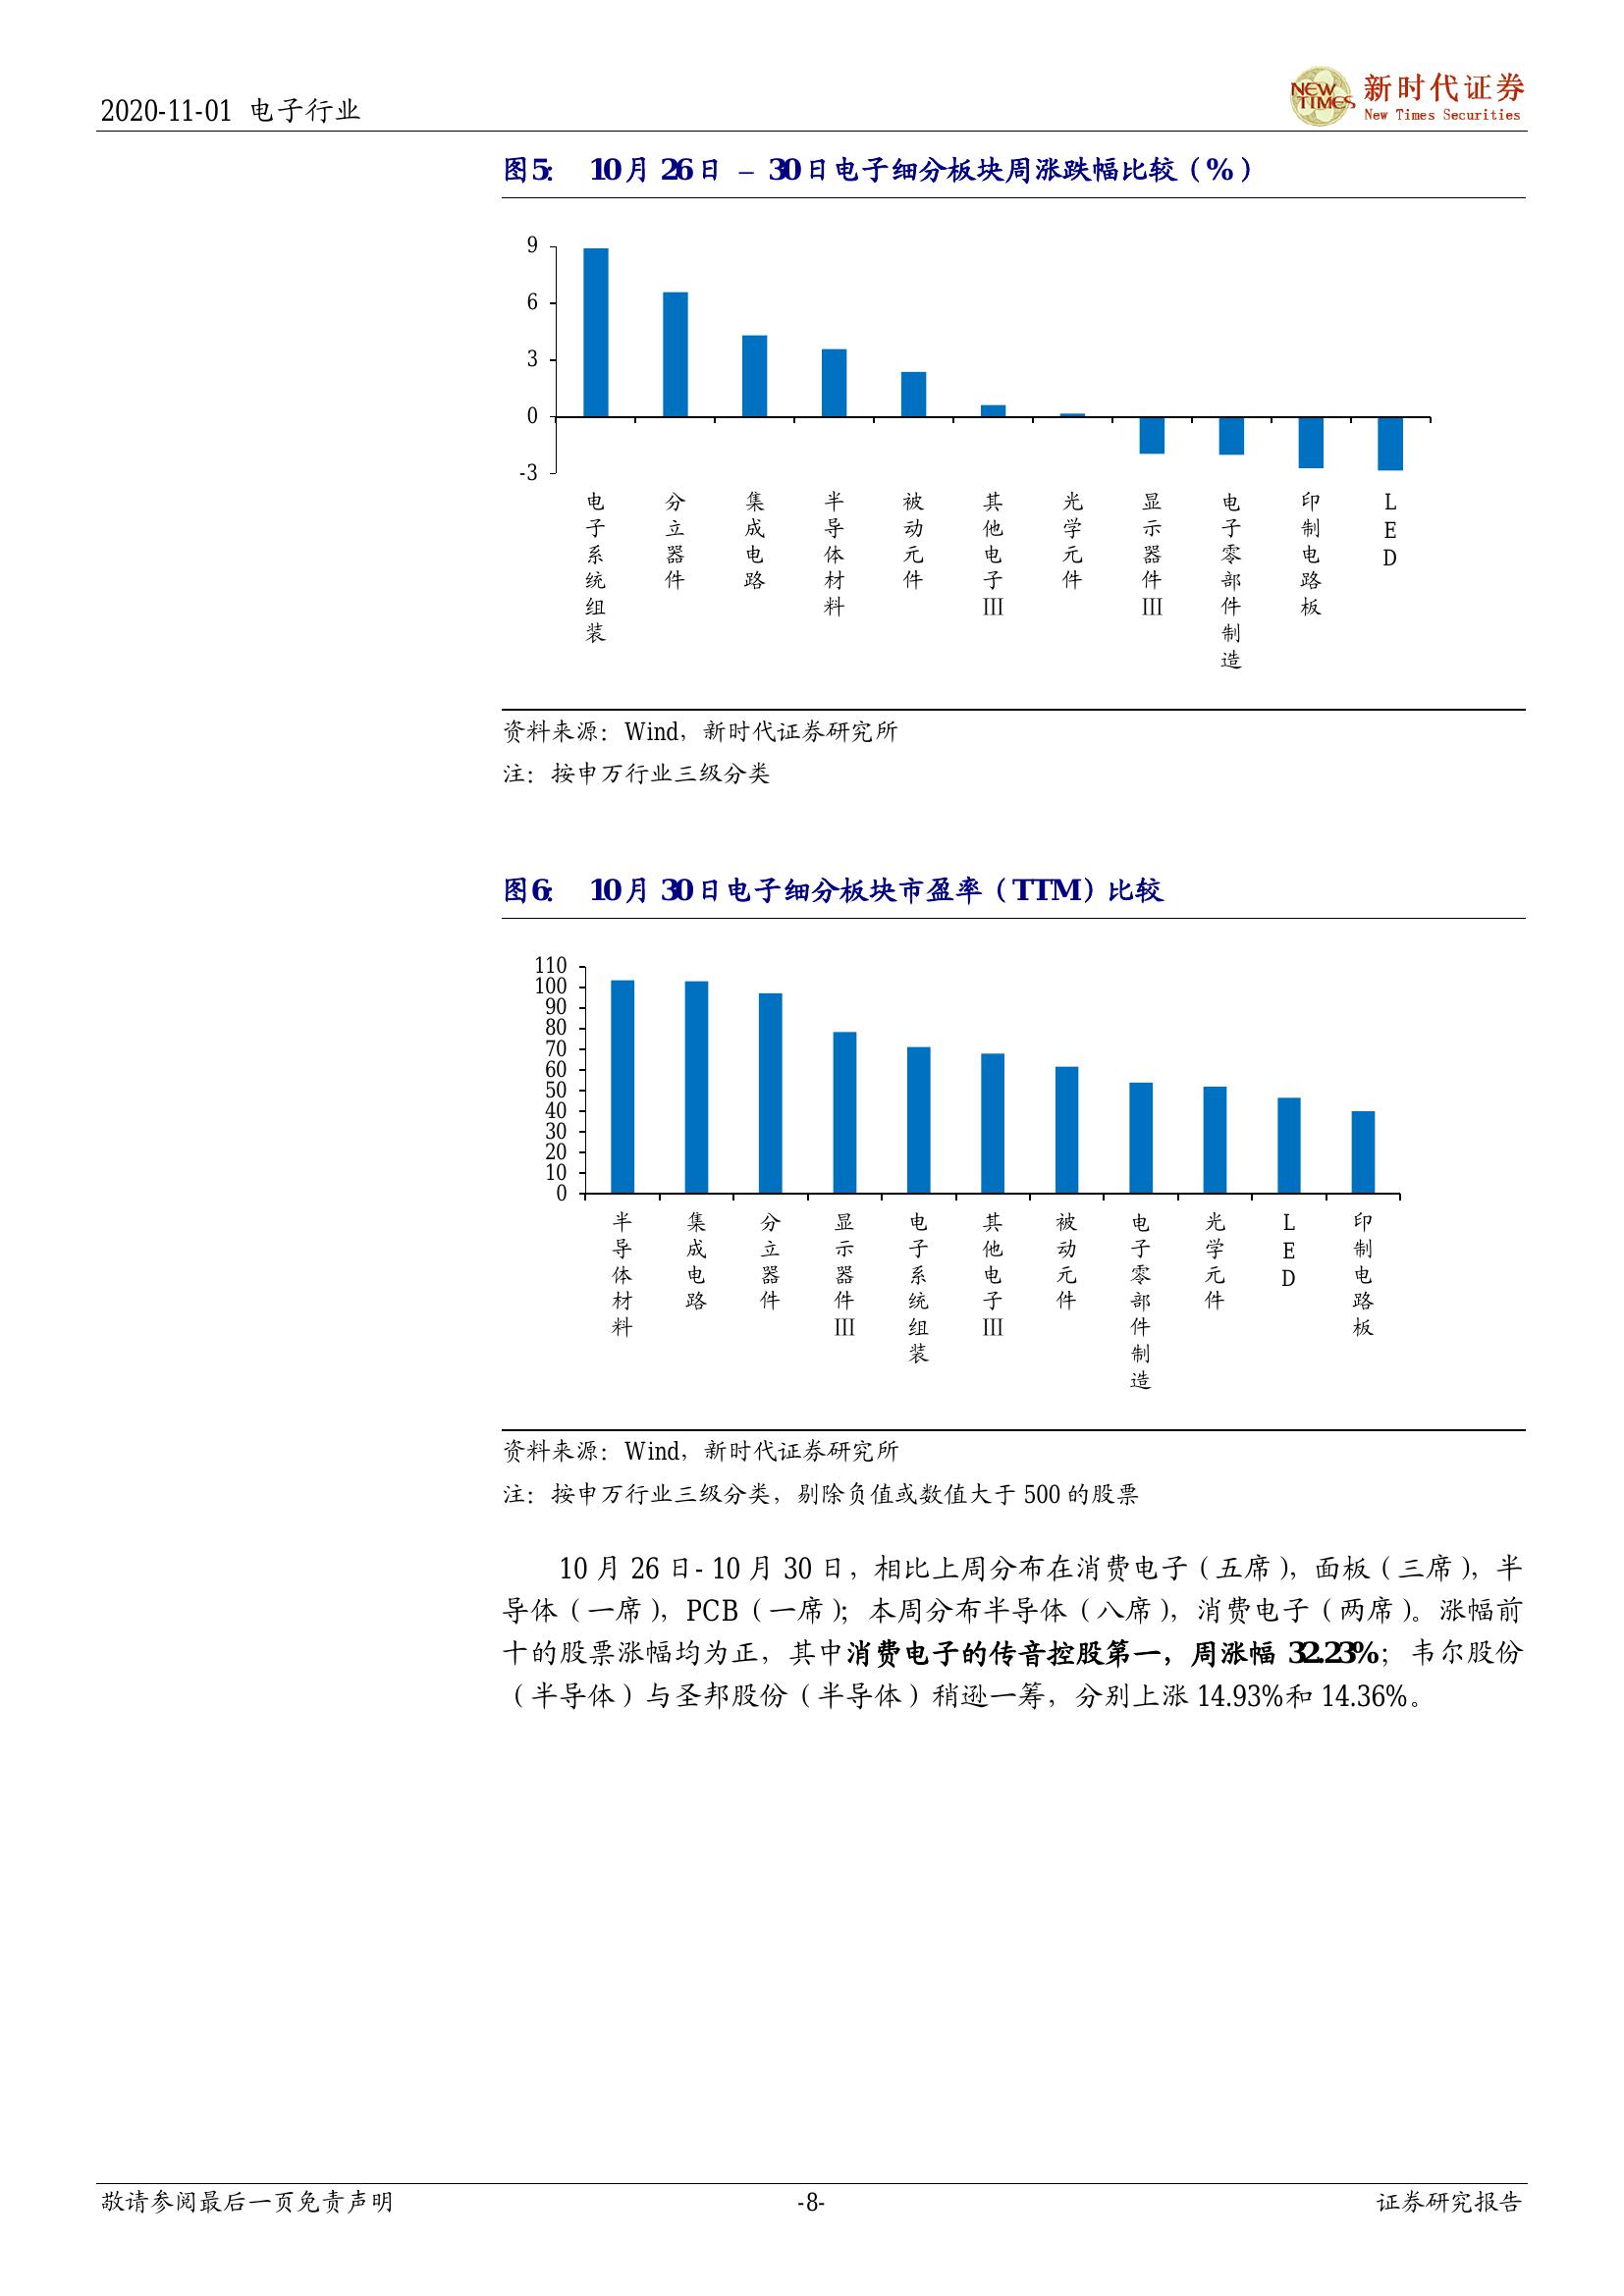 2020-11-01 电子行业
NEW TIMES 新时代证券
New Times Securities
图5: 10月26日 – 30日电子细分板块周涨跌幅比较（%）
9
6
3
0
-3
电子系统组装
分立器件
集成电路
半导体材料
被动元件
其他电子III
光学元件
显示器件III
电子零部件制造
印制电路板
LED
资料来源：Wind，新时代证券研究所
注：按申万行业三级分类
图6: 10月30日电子细分板块市盈率（TTM）比较
110
100
90
80
70
60
50
40
30
20
10
0
半导体材料
集成电路
分立器件
显示器件III
电子系统组装
其他电子III
被动元件
电子零部件制造
光学元件
LED
印制电路板
资料来源：Wind，新时代证券研究所
注：按申万行业三级分类，剔除负值或数值大于 500 的股票
10 月 26 日- 10 月 30 日，相比上周分布在消费电子（五席），面板（三席），半
导体（一席），PCB（一席）；本周分布半导体（八席），消费电子（两席）。涨幅前
十的股票涨幅均为正，其中消费电子的传音控股第一，周涨幅 32.23%；韦尔股份
（半导体）与圣邦股份（半导体）稍逊一筹，分别上涨 14.93%和 14.36%。
敬请参阅最后一页免责声明 -8- 证券研究报告